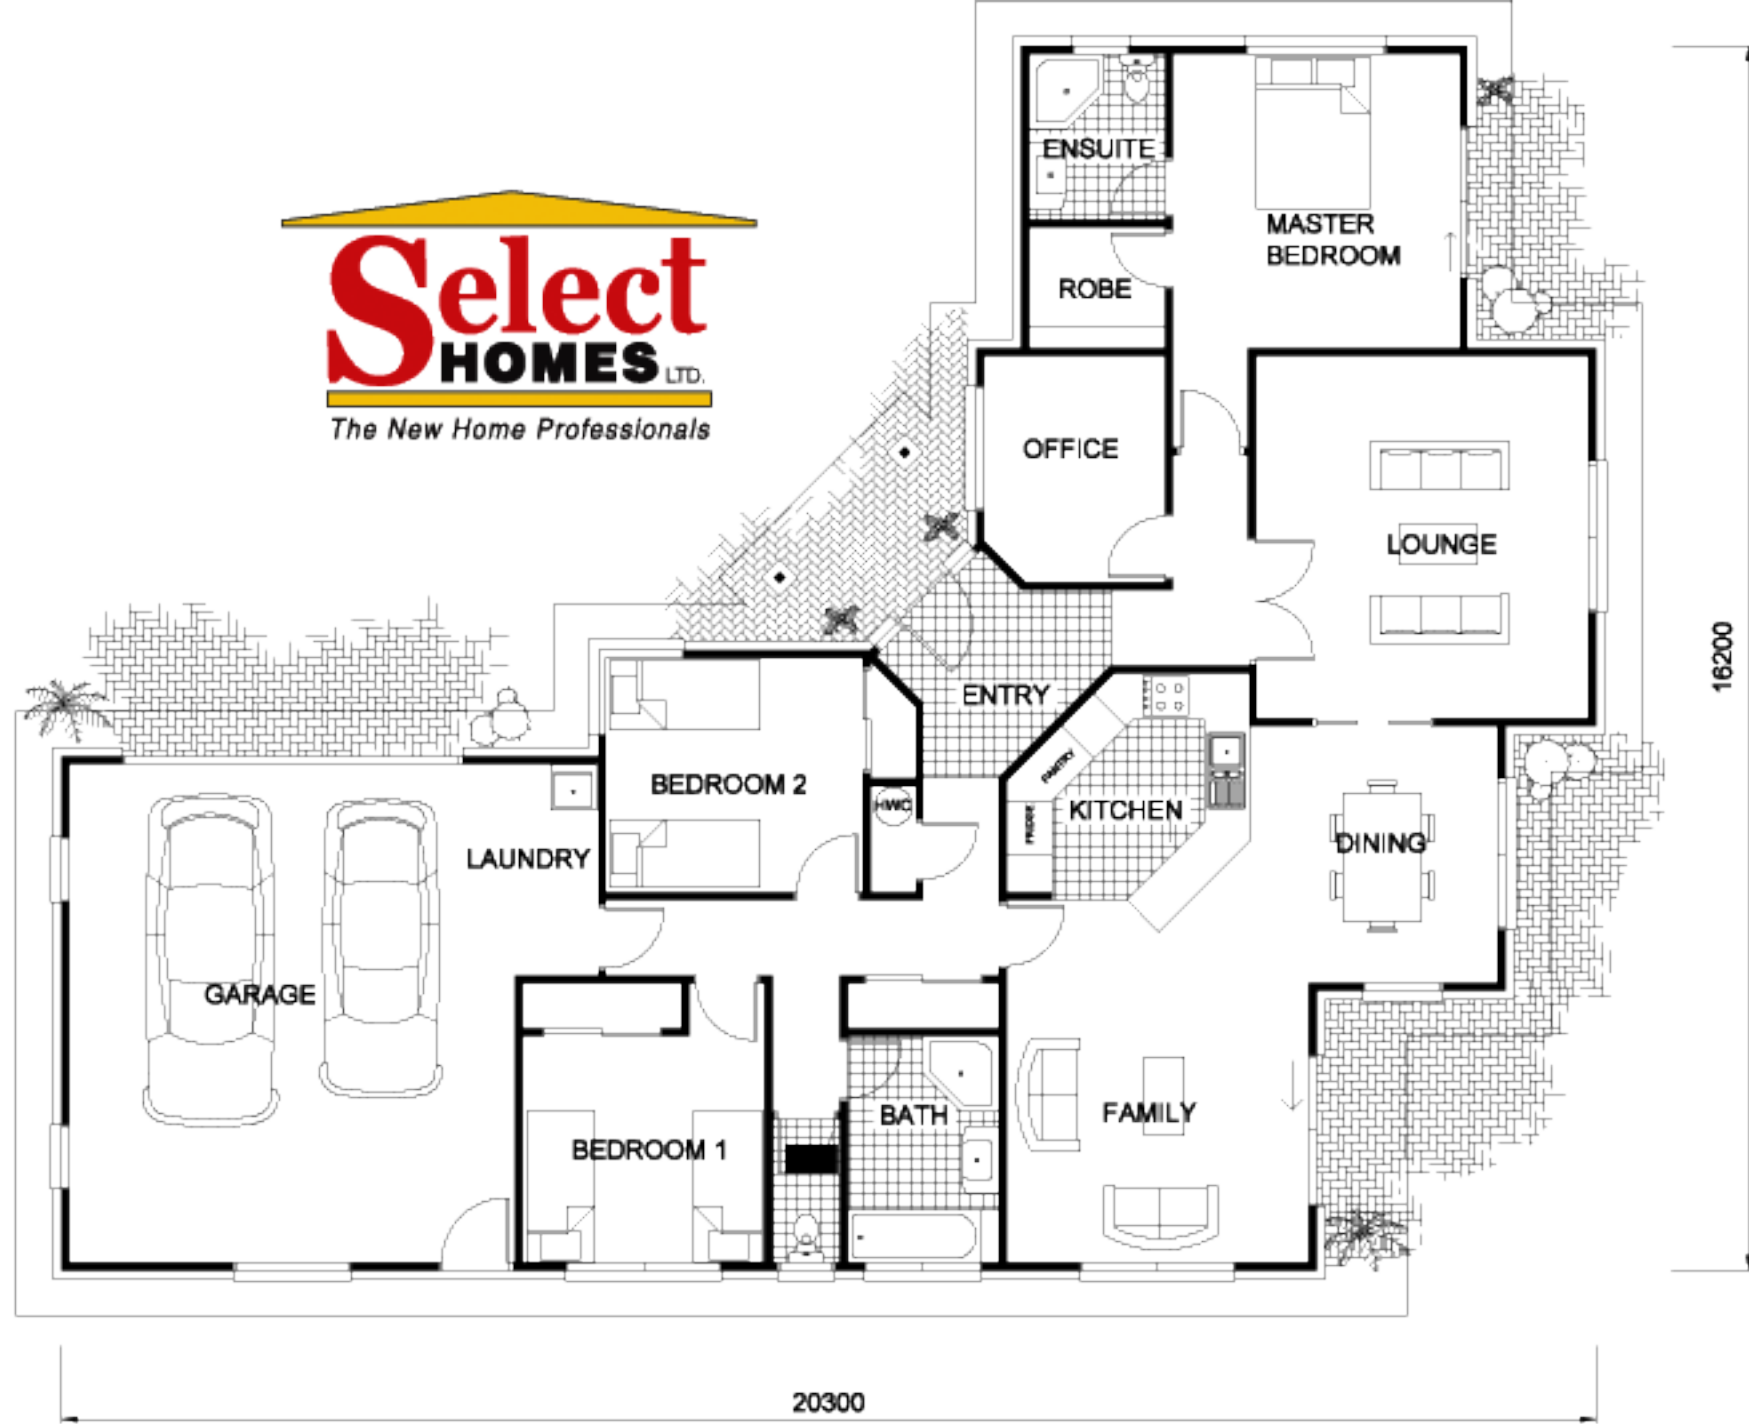 Select
HOMES LTD.
The New Home Professionals
ENSUITE
MASTER
BEDROOM
ROBE
OFFICE
LOUNGE
16200
ENTRY
BEDROOM 2
PANTRY
HWC
KITCHEN
FRIDGE
DINING
LAUNDRY
GARAGE
BATH
FAMILY
BEDROOM 1
20300